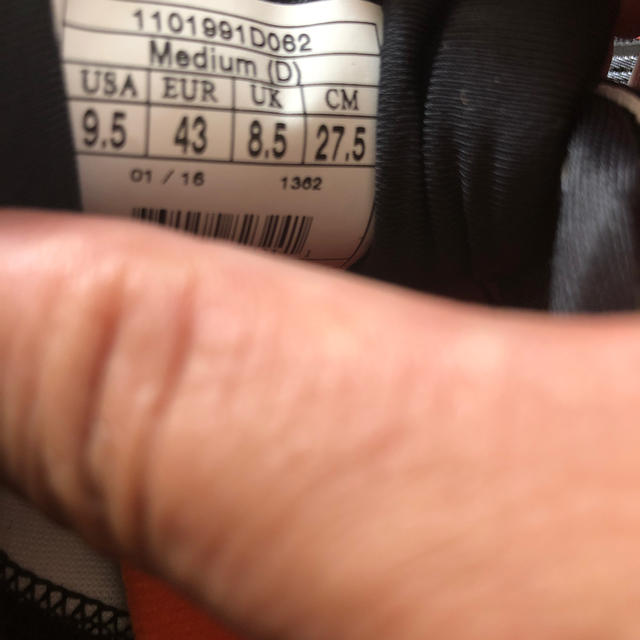 1101991D062
Medium (D)
USA EUR UK CM
9.5 43 8.5 27.5
01 / 16 1362